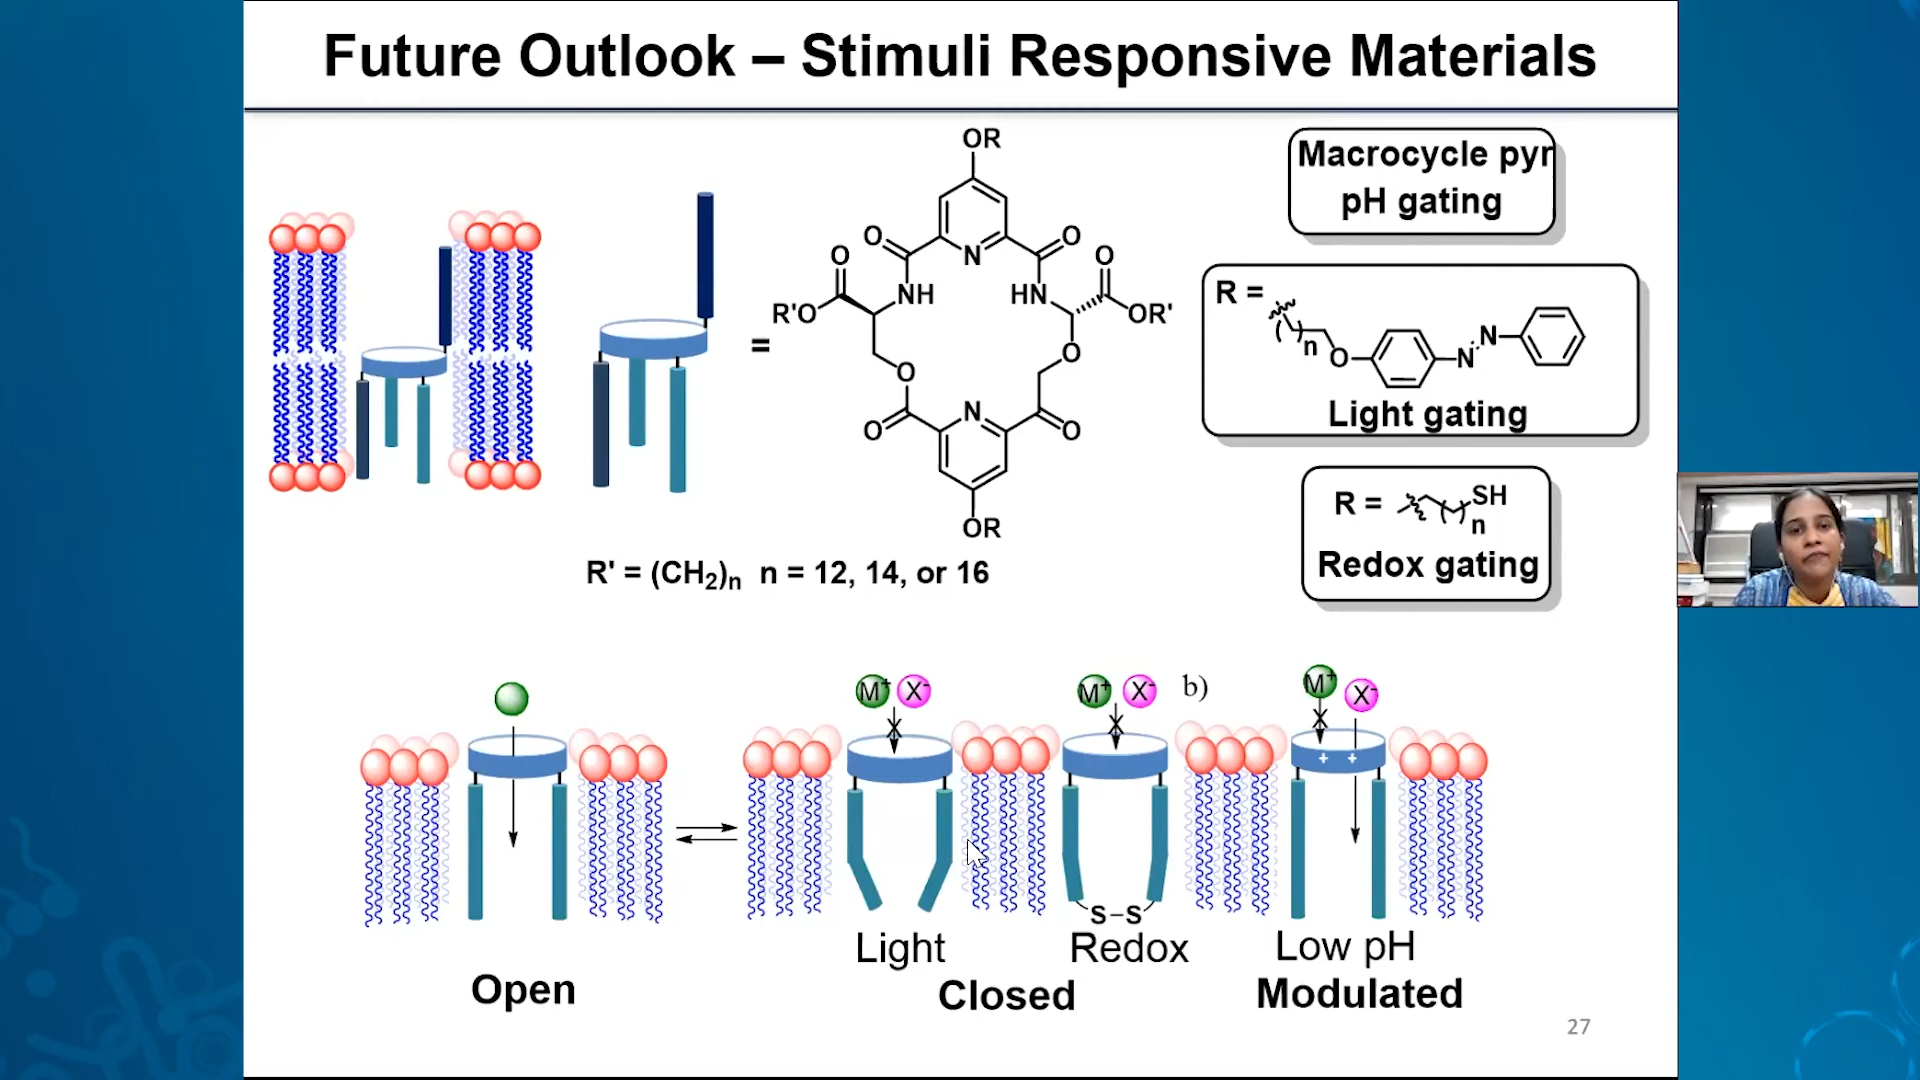 Future Outlook – Stimuli Responsive Materials
OR
N
O
O
O
O
NH
HN
R'O
OR'
=
O
O
O
N
O
OR
R' = (CH2)n n = 12, 14, or 16
Macrocycle pyr
pH gating
R =
n
O
N
N
Light gating
R =
SH
n
Redox gating
M+ X-
M+ X-
b)
M+
X-
+ +
S–S
Light
Redox
Low pH
Open
Closed
Modulated
27